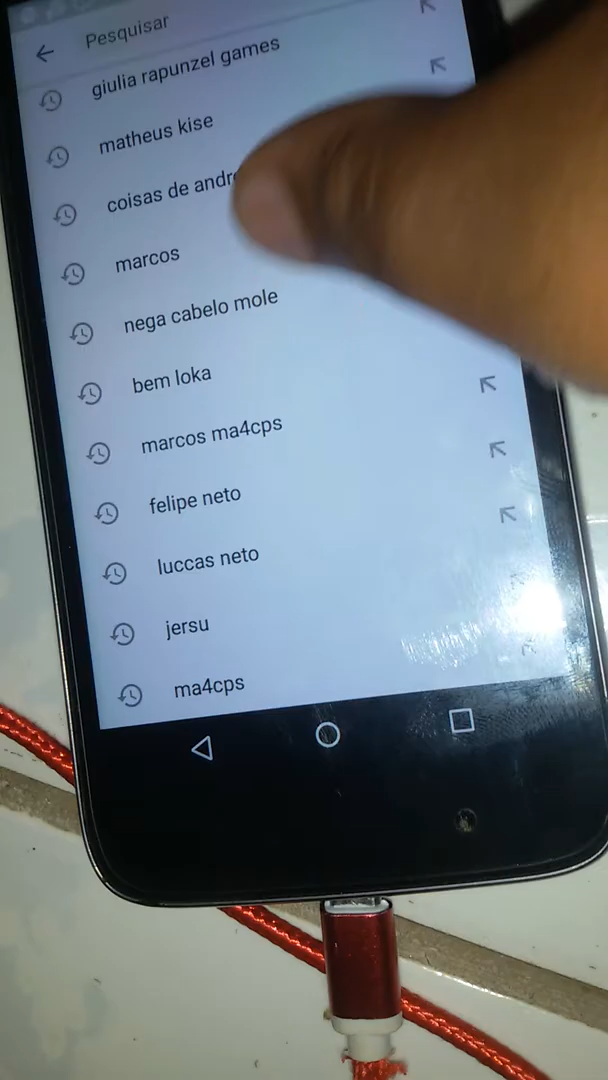 Pesquisar
giulia rapunzel games
matheus kise
coisas de
marcos
nega cabelo mole
bem loka
marcos ma4cps
felipe neto
luccas neto
jersu
ma4cps